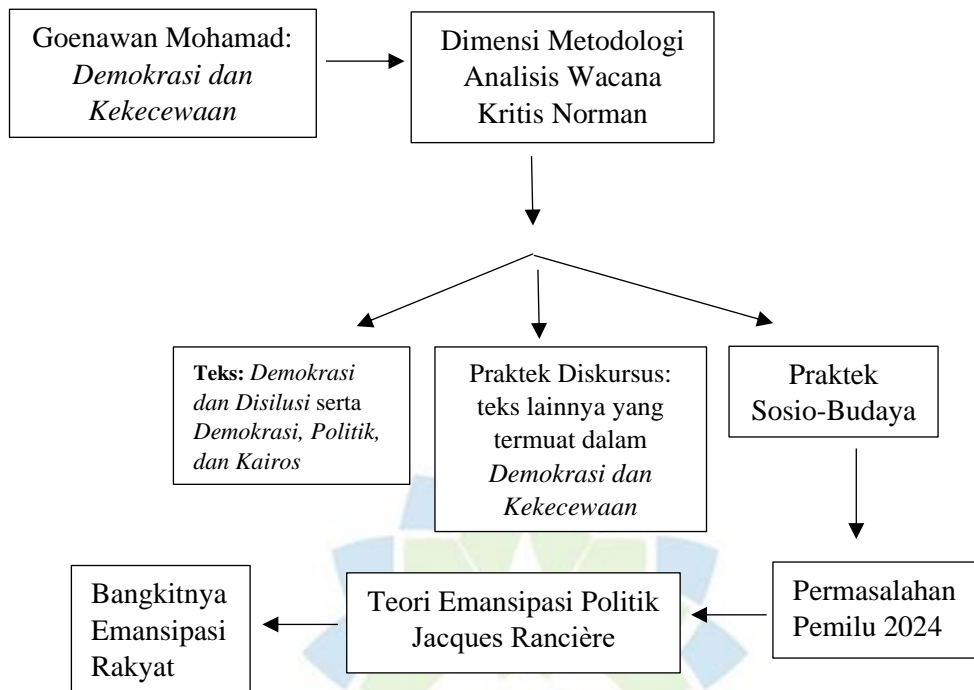 Goenawan Mohamad:
Demokrasi dan
Kekecewaan
Dimensi Metodologi
Analisis Wacana
Kritis Norman
Teks: Demokrasi
dan Disilusi serta
Demokrasi, Politik,
dan Kairos
Praktek Diskursus:
teks lainnya yang
termuat dalam
Demokrasi dan
Kekecewaan
Praktek
Sosio-Budaya
Bangkitnya
Emansipasi
Rakyat
Teori Emansipasi Politik
Jacques Rancière
Permasalahan
Pemilu 2024